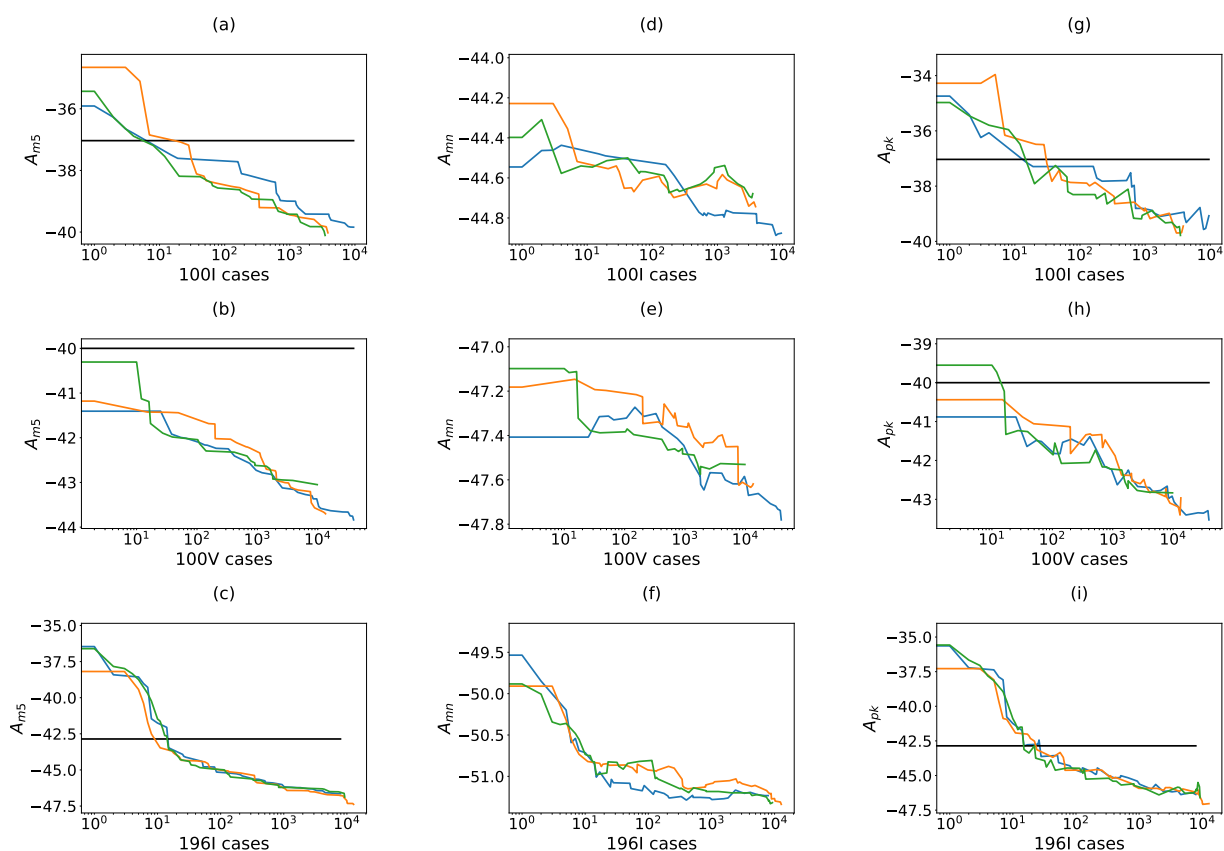 (a)
−36
−38
−40
A_m5
10^0 10^1 10^2 10^3 10^4
100I cases
(d)
−44.0
−44.2
−44.4
−44.6
−44.8
A_mn
10^0 10^1 10^2 10^3 10^4
100I cases
(g)
−34
−36
−38
−40
A_pk
10^0 10^1 10^2 10^3 10^4
100I cases
(b)
−40
−41
−42
−43
−44
A_m5
10^1 10^2 10^3 10^4
100V cases
(e)
−47.0
−47.2
−47.4
−47.6
−47.8
A_mn
10^1 10^2 10^3 10^4
100V cases
(h)
−39
−40
−41
−42
−43
A_pk
10^1 10^2 10^3 10^4
100V cases
(c)
−35.0
−37.5
−40.0
−42.5
−45.0
−47.5
A_m5
10^0 10^1 10^2 10^3 10^4
196I cases
(f)
−49.5
−50.0
−50.5
−51.0
A_mn
10^0 10^1 10^2 10^3 10^4
196I cases
(i)
−35.0
−37.5
−40.0
−42.5
−45.0
−47.5
A_pk
10^0 10^1 10^2 10^3 10^4
196I cases